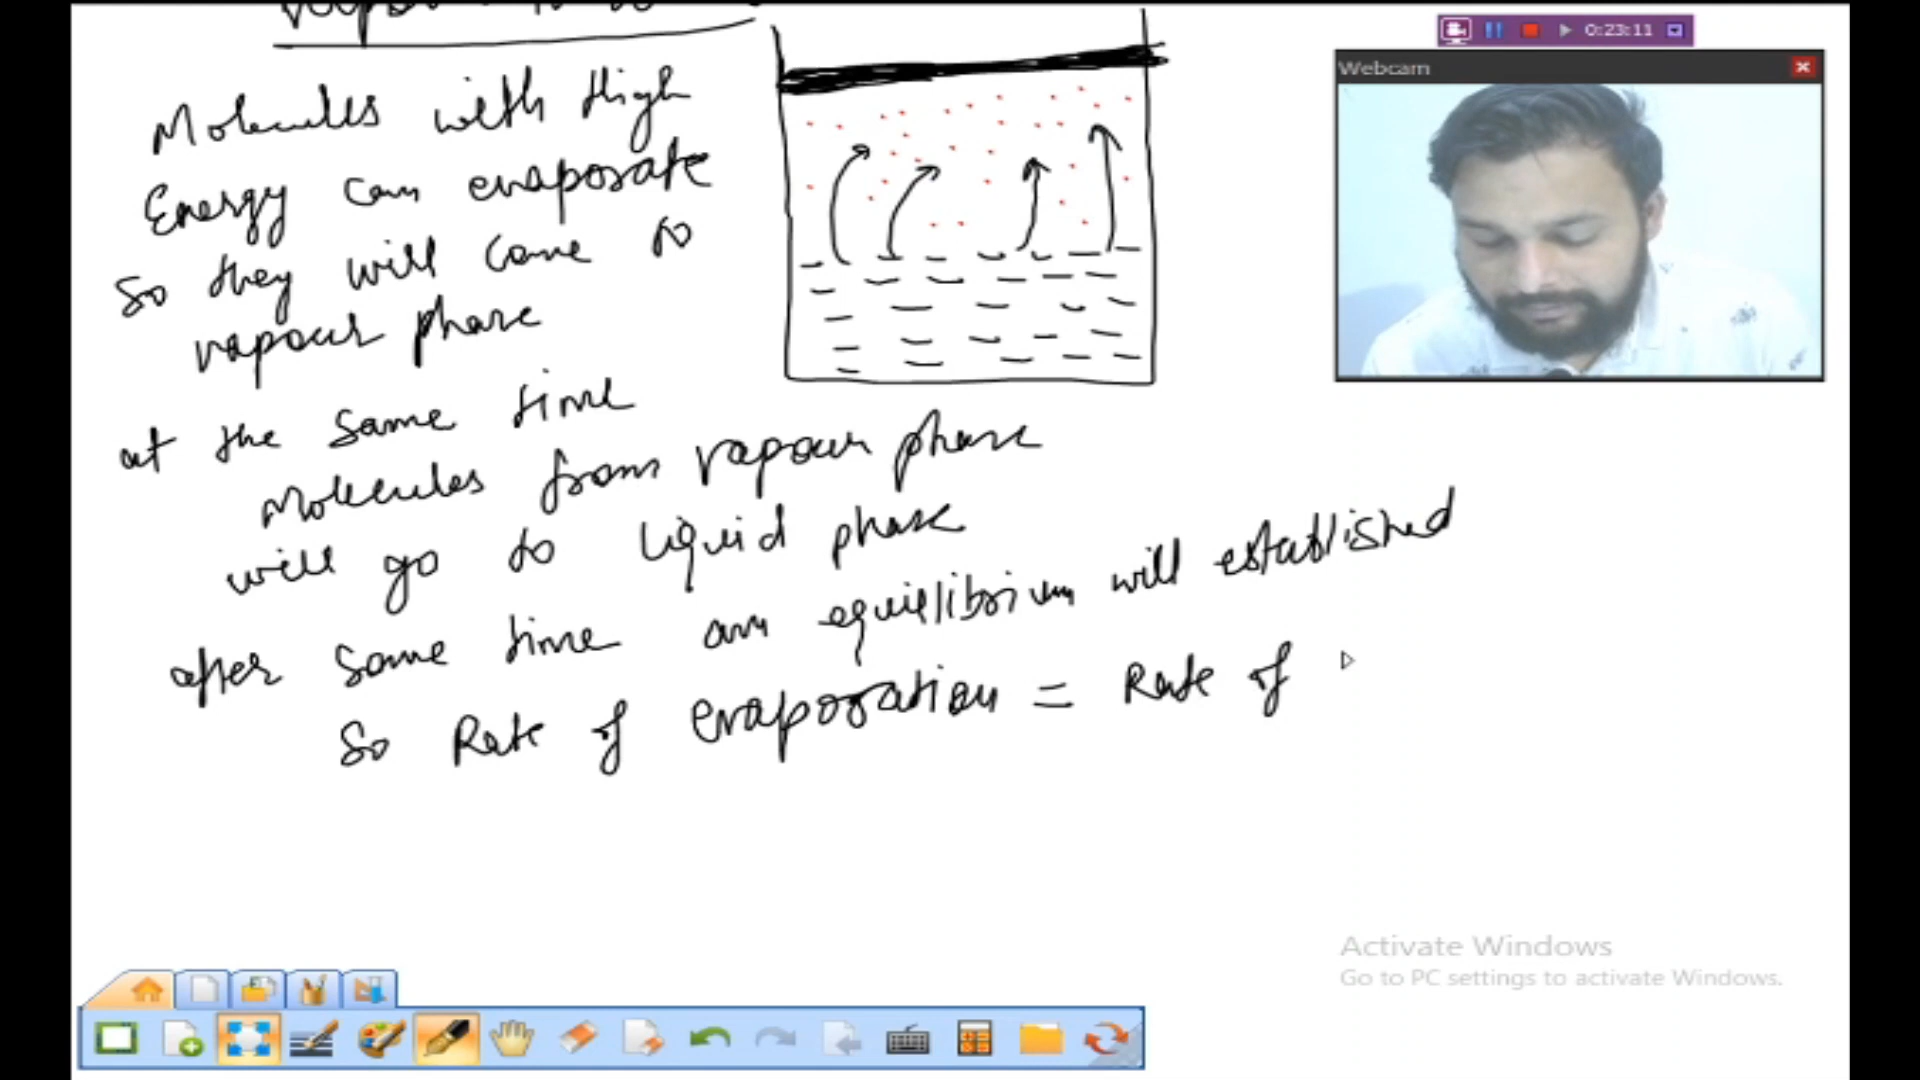 Molecules with High
Energy can evaporate
So they will come to
vapour phase
at the same time
Molecules from vapour phase
will go to liquid phase
after some time an equilibrium will established
So Rate of evaporation = Rate of
0:23:11
Webcam
Activate Windows
Go to PC settings to activate Windows.